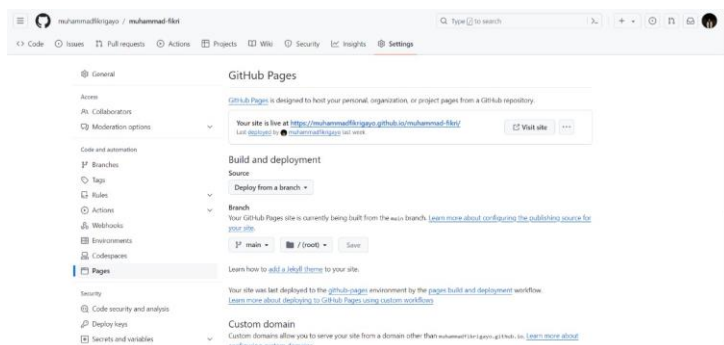 muhammadfikrigayo / muhammad-fikri
Type / to search
Code Issues Pull requests Actions Projects Wiki Security Insights Settings
General
Access
Collaborators
Moderation options
Code and automation
Branches
Tags
Rules
Actions
Webhooks
Environments
Codespaces
Pages
Security
Code security and analysis
Deploy keys
Secrets and variables
GitHub Pages
GitHub Pages is designed to host your personal, organization, or project pages from a GitHub repository.
Your site is live at https://muhammadfikrigayo.github.io/muhammad-fikri/
Last deployed by muhammadfikrigayo last week
Visit site
Build and deployment
Source
Deploy from a branch
Branch
Your GitHub Pages site is currently being built from the main branch. Learn more about configuring the publishing source for
your site.
main / (root) Save
Learn how to add a Jekyll theme to your site.
Your site was last deployed to the github-pages environment by the pages build and deployment workflow.
Learn more about deploying to GitHub Pages using custom workflows
Custom domain
Custom domains allow you to serve your site from a domain other than muhammadfikrigayo.github.io. Learn more about